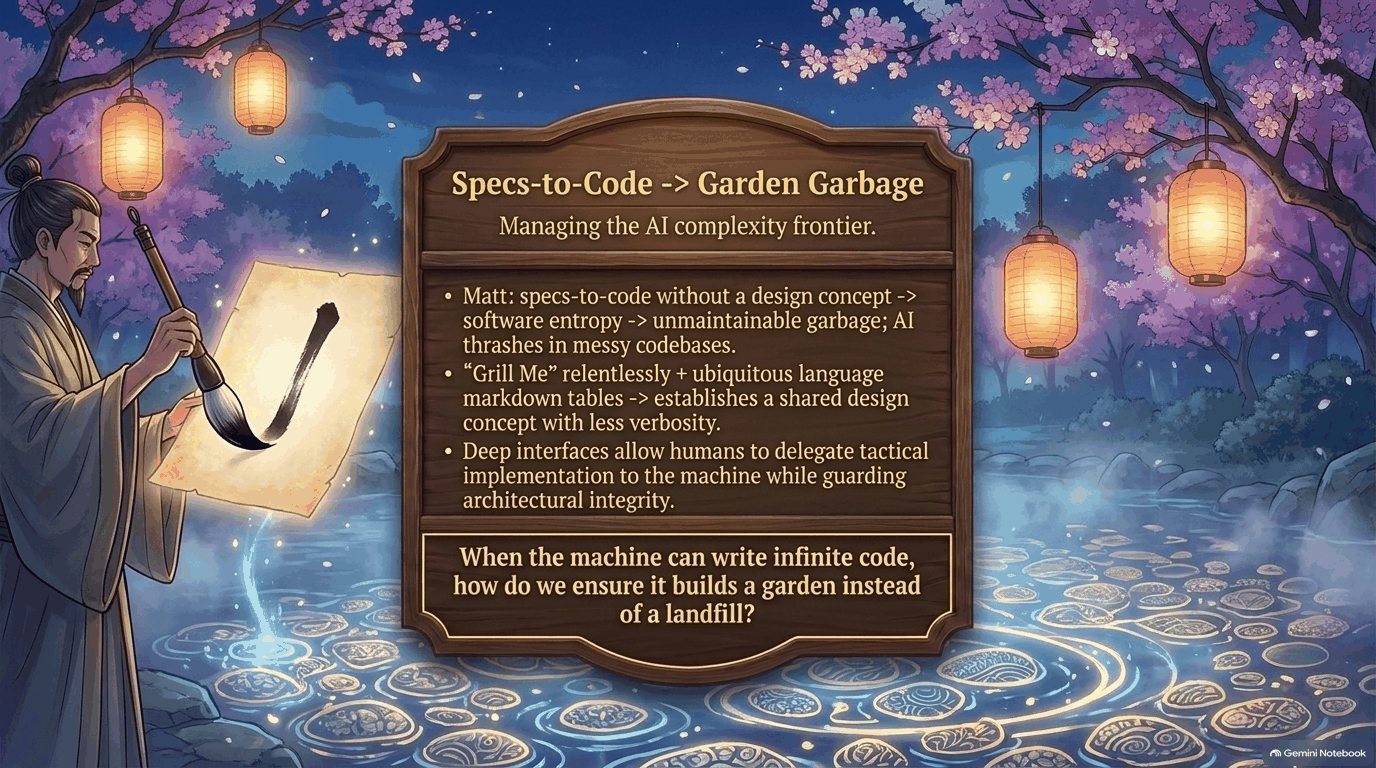 Specs-to-Code -> Garden Garbage
Managing the AI complexity frontier.
• Matt: specs-to-code without a design concept ->
software entropy -> unmaintainable garbage; AI
thrashes in messy codebases.
• “Grill Me” relentlessly + ubiquitous language
markdown tables -> establishes a shared design
concept with less verbosity.
• Deep interfaces allow humans to delegate tactical
implementation to the machine while guarding
architectural integrity.
When the machine can write infinite code,
how do we ensure it builds a garden instead
of a landfill?
Gemini Notebook